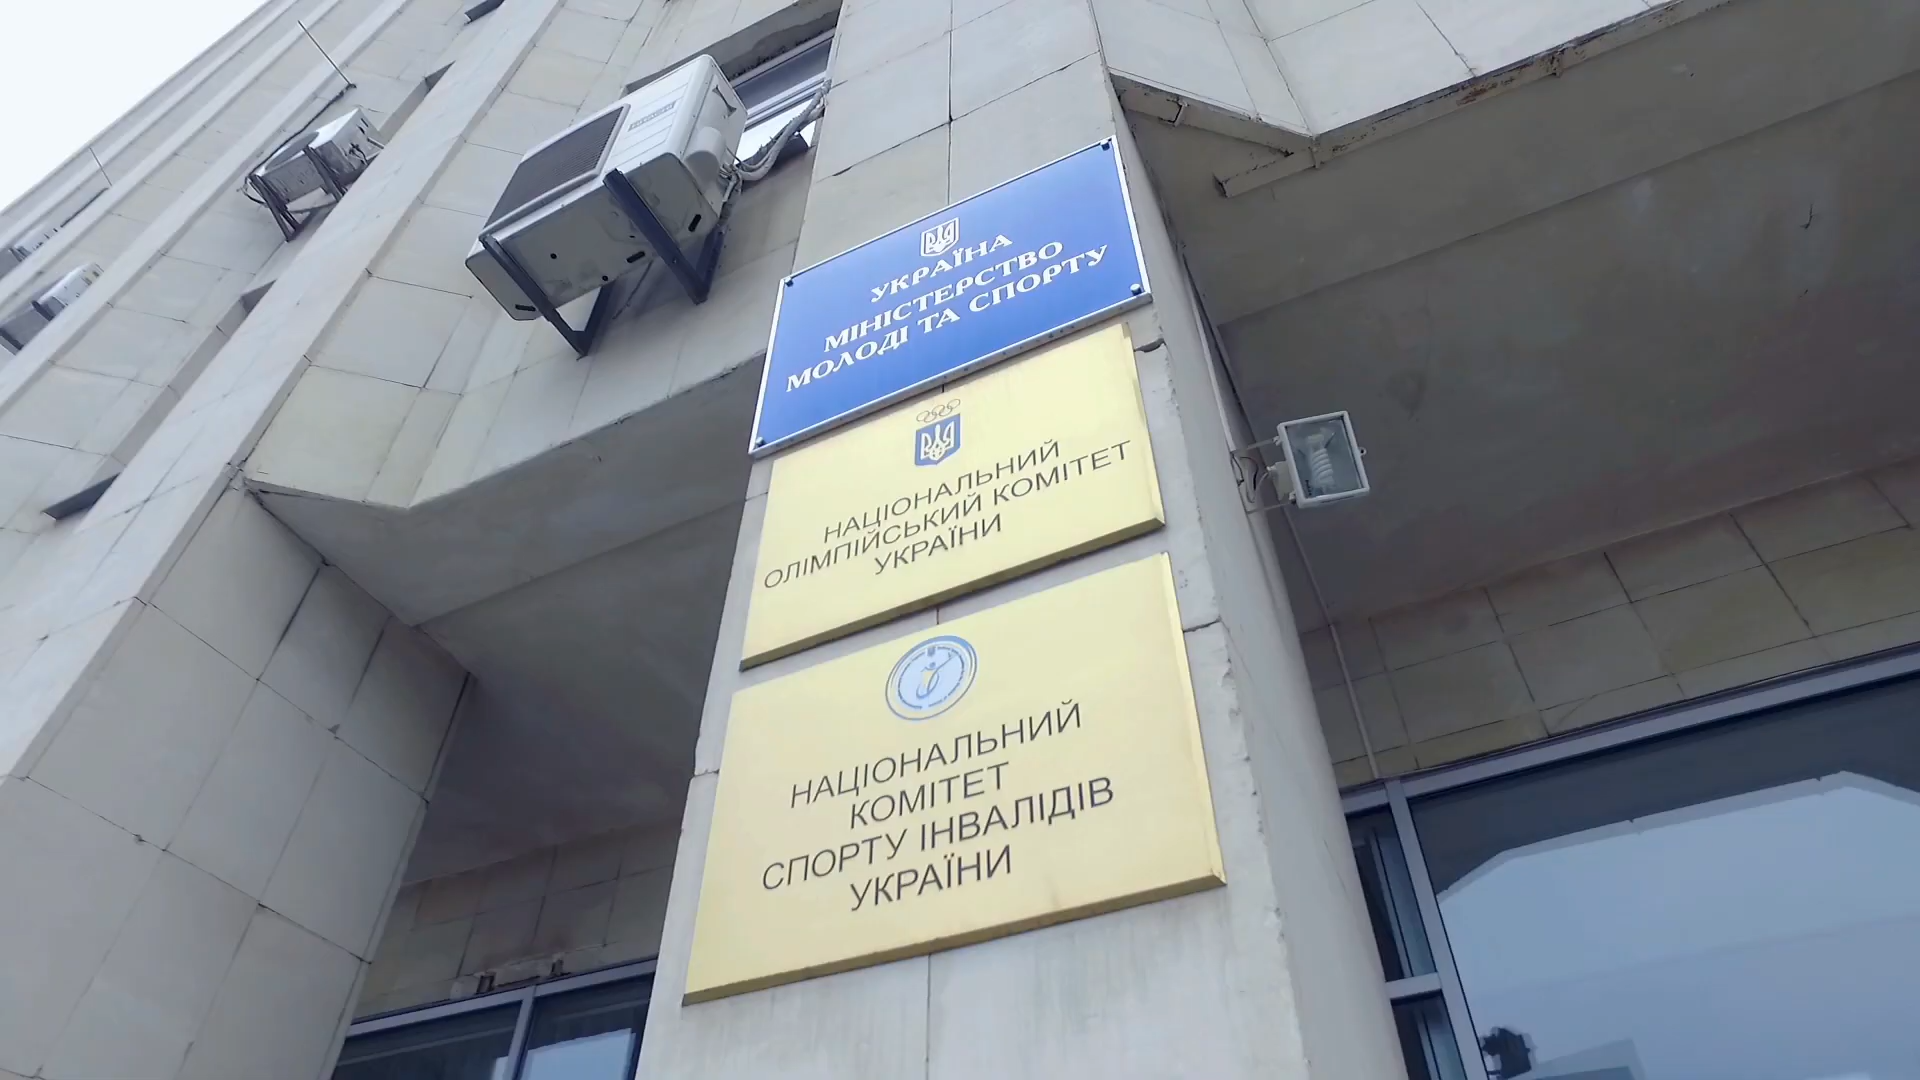 УКРАЇНА
МІНІСТЕРСТВО
МОЛОДІ ТА СПОРТУ
НАЦІОНАЛЬНИЙ
ОЛІМПІЙСЬКИЙ КОМІТЕТ
УКРАЇНИ
НАЦІОНАЛЬНИЙ
КОМІТЕТ
СПОРТУ ІНВАЛІДІВ
УКРАЇНИ